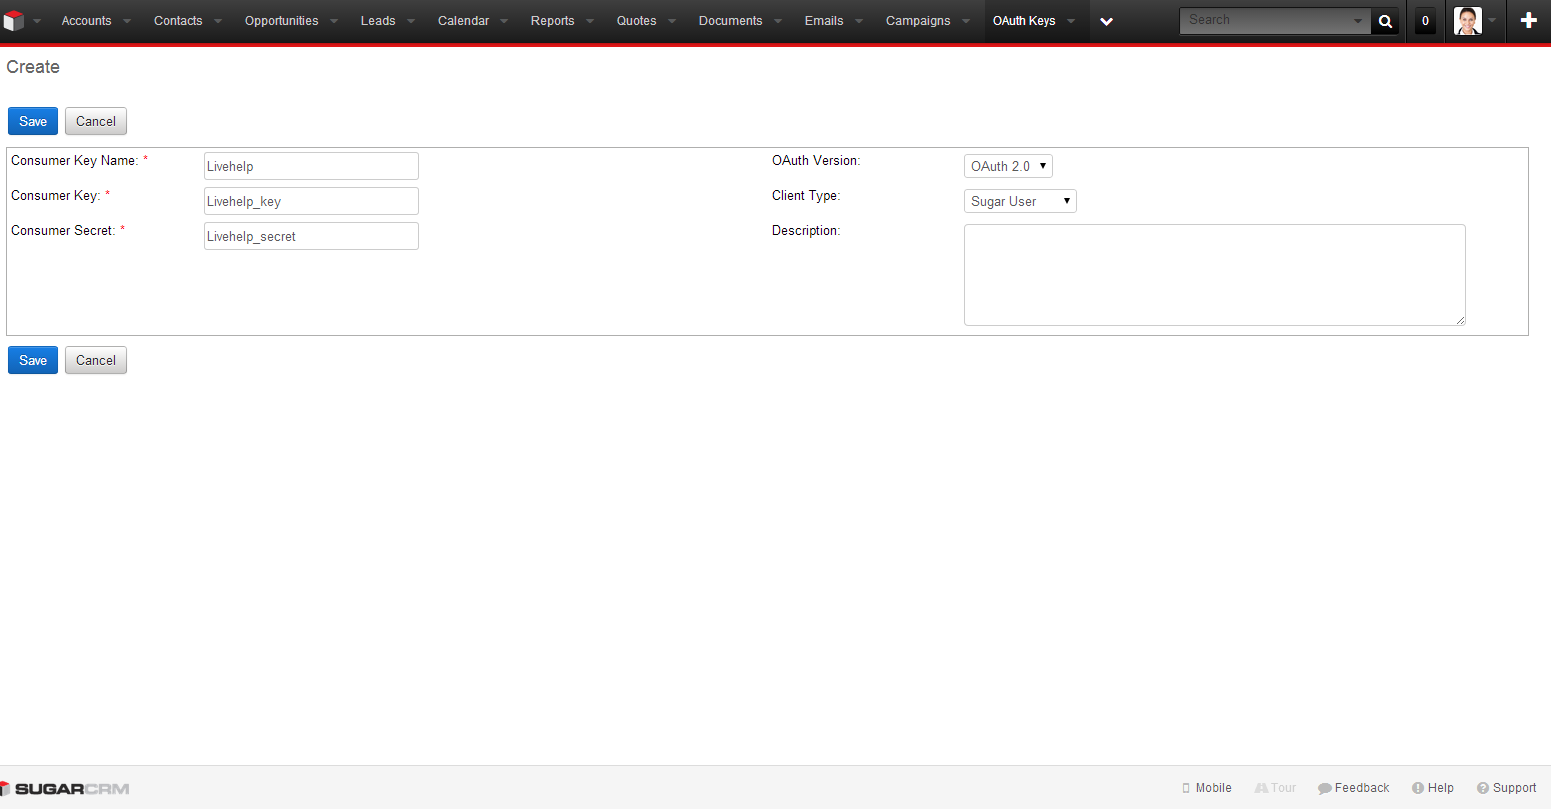 Accounts Contacts Opportunities Leads Calendar Reports Quotes Documents Emails Campaigns OAuth Keys Search 0
Create
Save Cancel
Consumer Key Name: * Livehelp OAuth Version: OAuth 2.0
Consumer Key: * Livehelp_key Client Type: Sugar User
Consumer Secret: * Livehelp_secret Description:
Save Cancel
SUGARCRM Mobile Tour Feedback Help Support